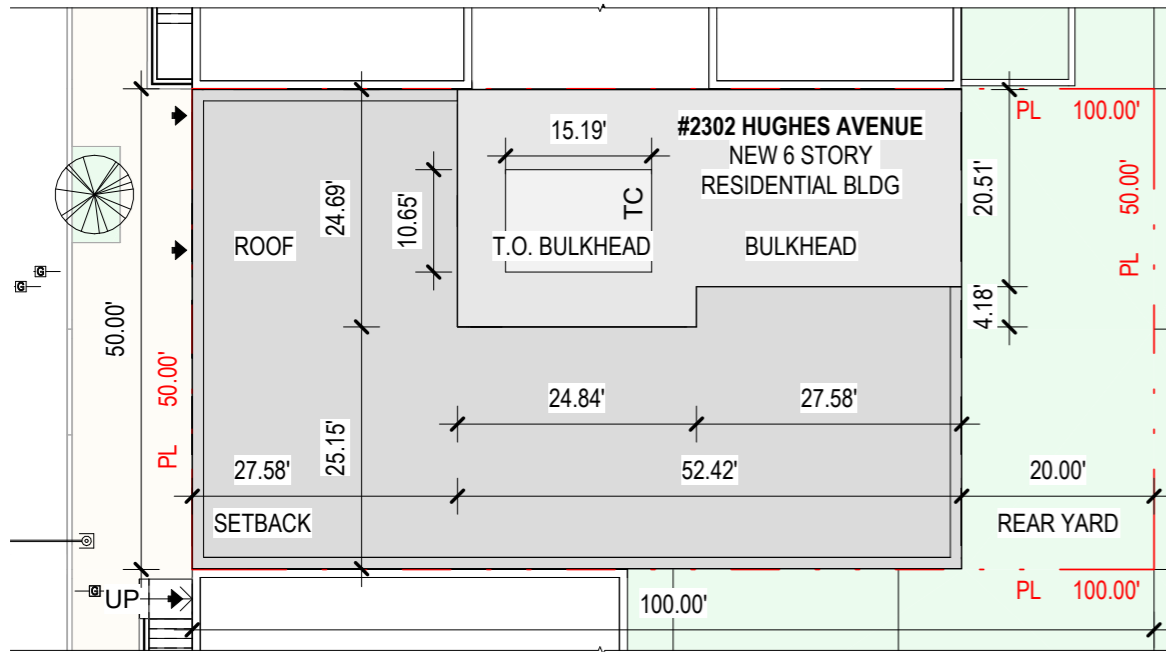 #2302 HUGHES AVENUE
NEW 6 STORY
RESIDENTIAL BLDG
PL 100.00'
15.19'
10.65'
TC
24.69'
20.51'
PL 50.00'
ROOF
T.O. BULKHEAD
BULKHEAD
G
G
4.18'
50.00'
PL 50.00'
24.84'
27.58'
25.15'
27.58'
52.42'
20.00'
SETBACK
REAR YARD
G
UP
100.00'
PL 100.00'